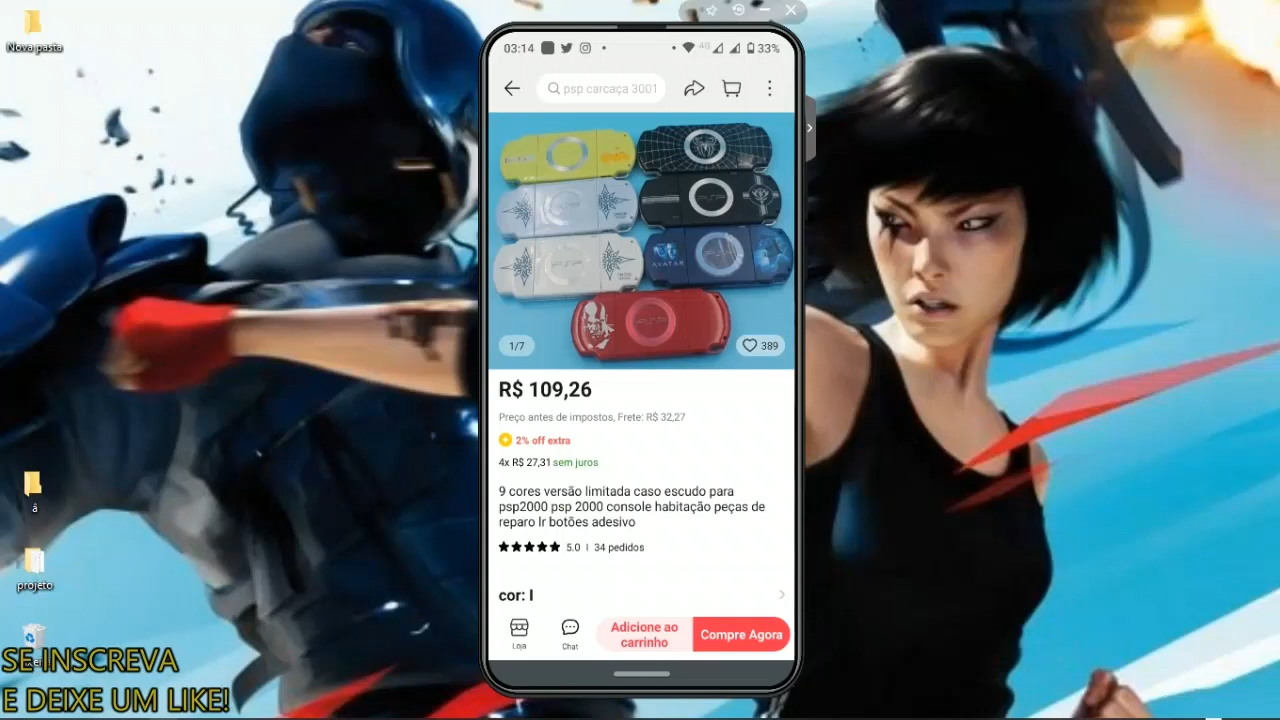 Nova pasta
03:14
4G
33%
psp carcaça 3001
AVATAR
1/7
389
R$ 109,26
Preço antes de impostos, Frete: R$ 32,27
2% off extra
4x R$ 27,31 sem juros
9 cores versão limitada caso escudo para
psp2000 psp 2000 console habitação peças de
reparo lr botões adesivo
5.0 | 34 pedidos
cor: l
Loja
Chat
Adicione ao
carrinho
Compre Agora
â
projeto
SE INSCREVA
E DEIXE UM LIKE!